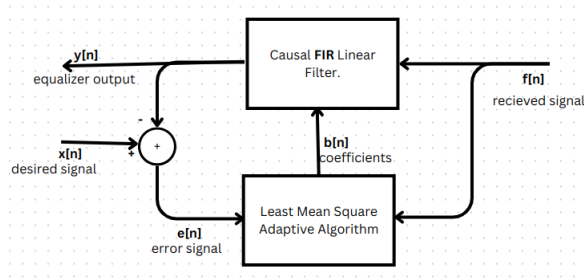 y[n]
equalizer output
Causal FIR Linear
Filter.
f[n]
recieved signal
-
+
+
x[n]
desired signal
b[n]
coefficients
Least Mean Square
Adaptive Algorithm
e[n]
error signal